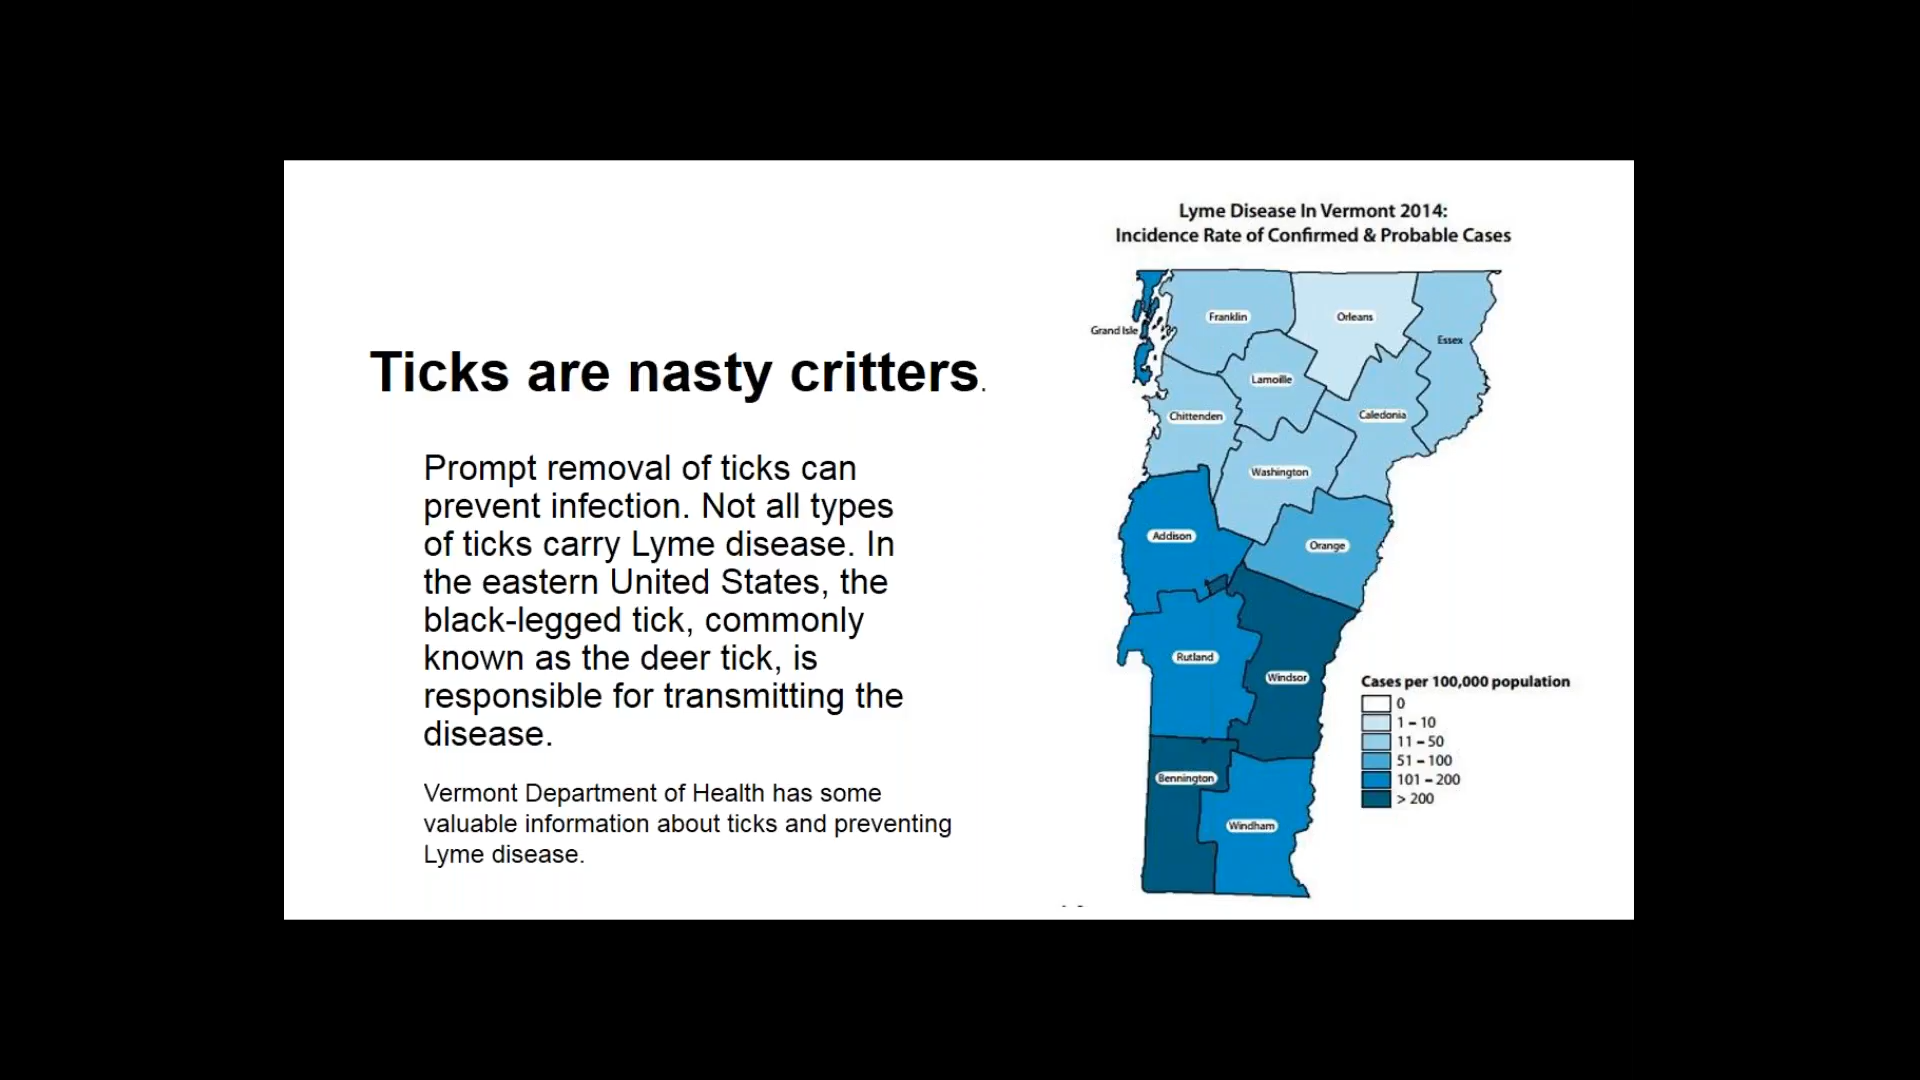 Ticks are nasty critters.
Prompt removal of ticks can
prevent infection. Not all types
of ticks carry Lyme disease. In
the eastern United States, the
black-legged tick, commonly
known as the deer tick, is
responsible for transmitting the
disease.
Vermont Department of Health has some
valuable information about ticks and preventing
Lyme disease.
Lyme Disease In Vermont 2014:
Incidence Rate of Confirmed & Probable Cases
Franklin
Orleans
Grand Isle
Essex
Lamoille
Chittenden
Caledonia
Washington
Addison
Orange
Rutland
Windsor
Bennington
Windham
Cases per 100,000 population
0
1 – 10
11 – 50
51 – 100
101 – 200
> 200